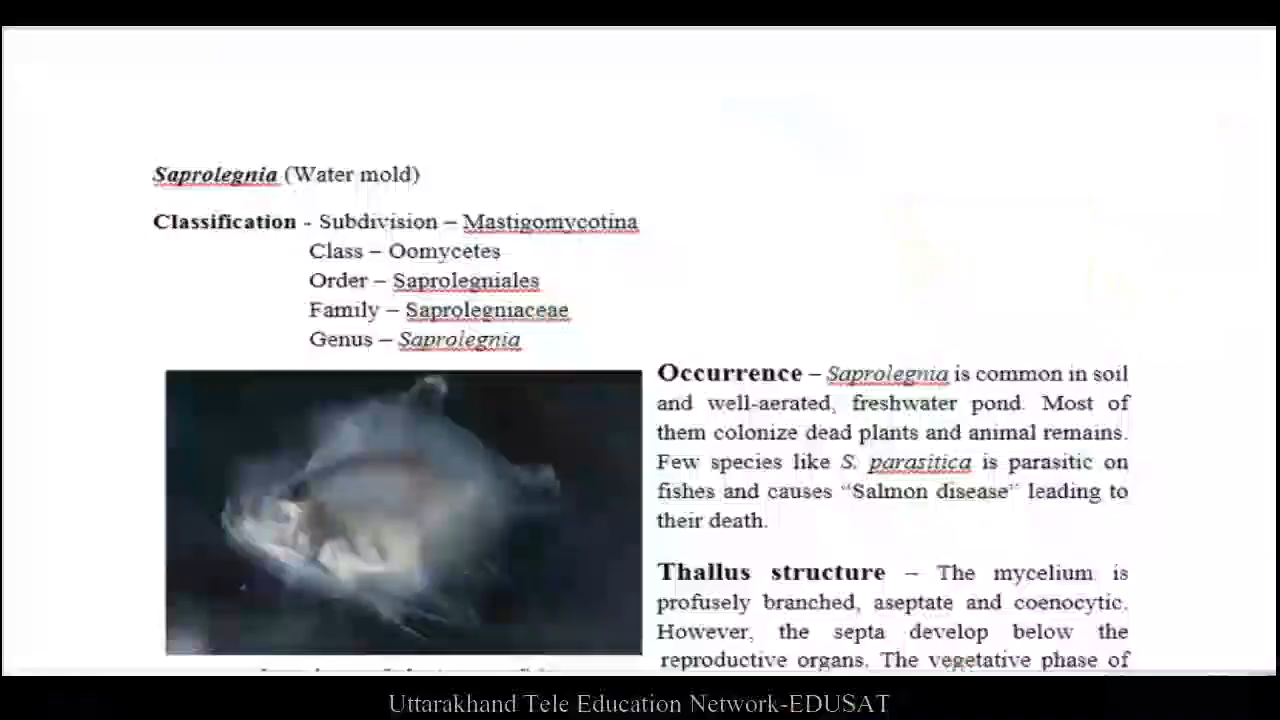 Saprolegnia (Water mold)
Classification - Subdivision – Mastigomycotina
Class – Oomycetes
Order – Saprolegniales
Family – Saprolegniaceae
Genus – Saprolegnia
Occurrence – Saprolegnia is common in soil
and well-aerated, freshwater pond. Most of
them colonize dead plants and animal remains.
Few species like S. parasitica is parasitic on
fishes and causes "Salmon disease" leading to
their death.
Thallus structure – The mycelium is
profusely branched, aseptate and coenocytic.
However, the septa develop below the
reproductive organs. The vegetative phase of
Uttarakhand Tele Education Network-EDUSAT